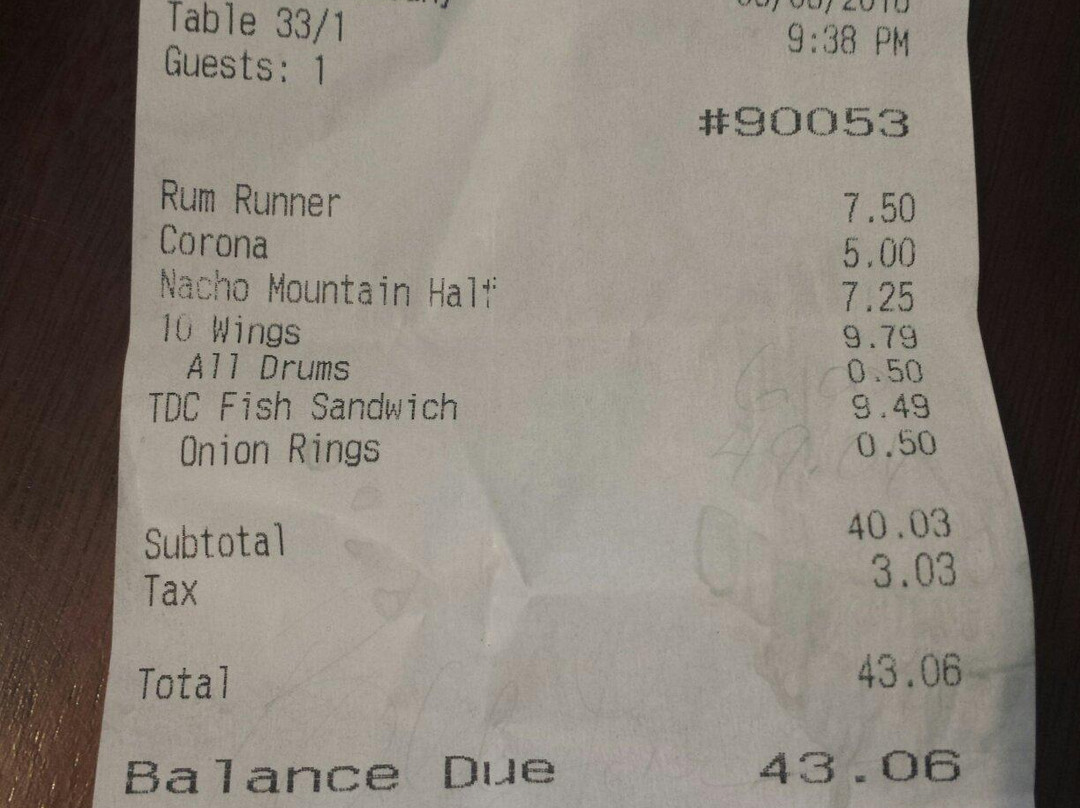 Table 33/1
9:38 PM
Guests: 1
#90053
Rum Runner 7.50
Corona 5.00
Nacho Mountain Half 7.25
10 Wings 9.79
All Drums 0.50
TDC Fish Sandwich 9.49
Onion Rings 0.50
Subtotal 40.03
Tax 3.03
Total 43.06
Balance Due 43.06